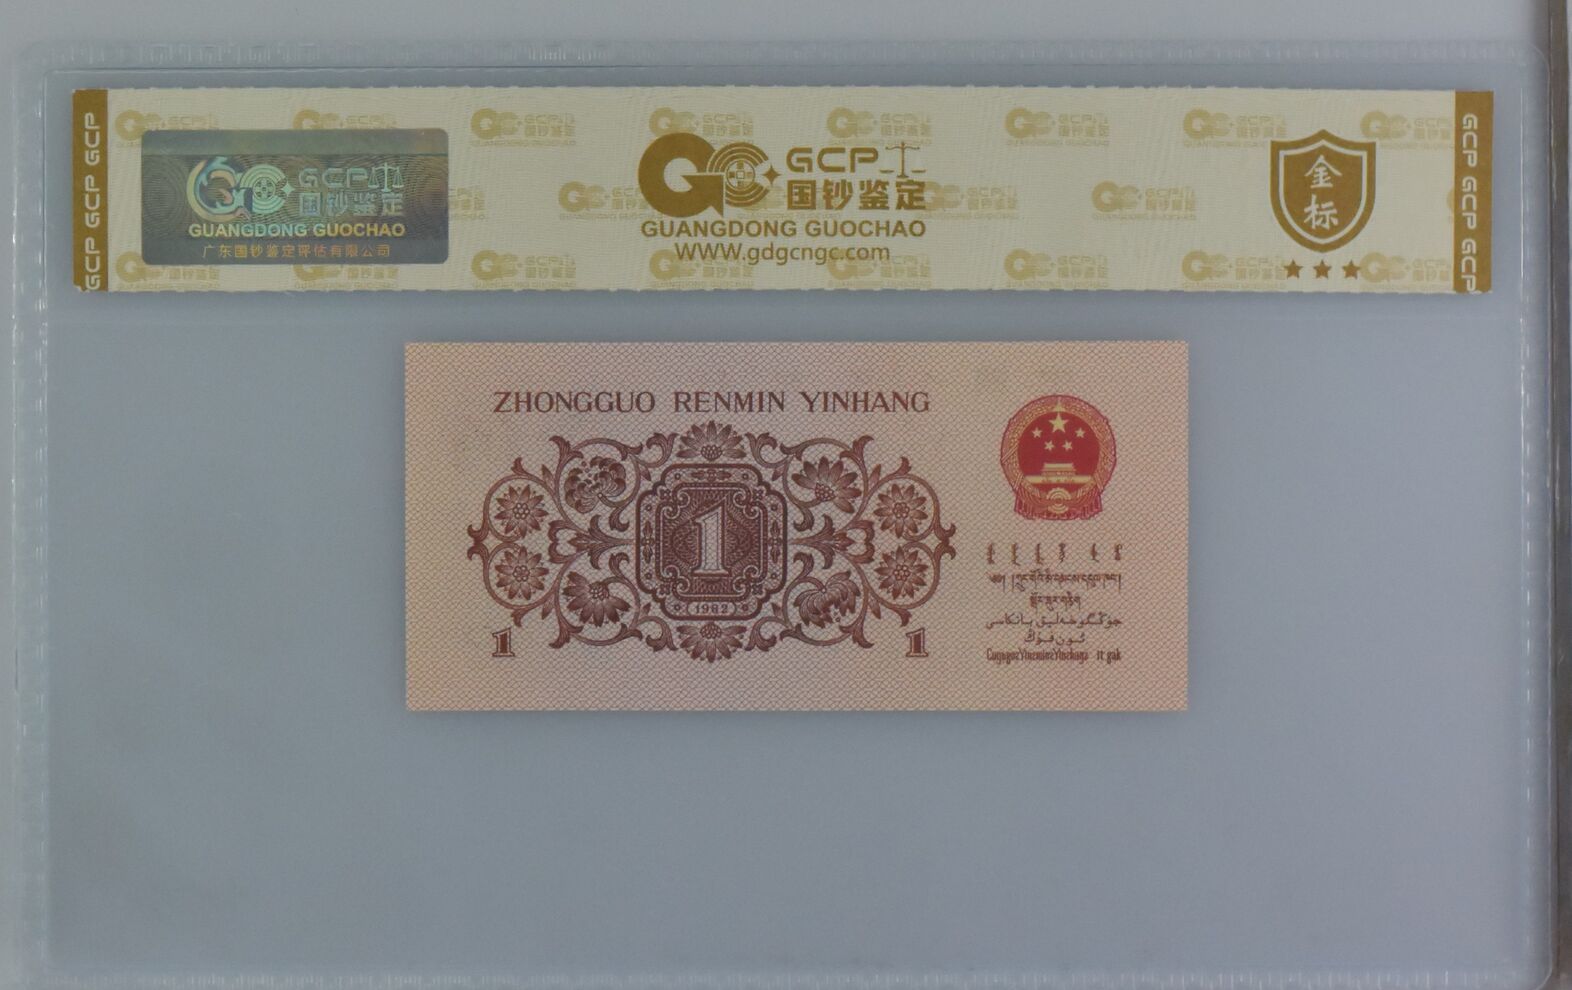 GCP GCP GCP
GCP
国钞鉴定
GUANGDONG GUOCHAO
广东国钞鉴定评估有限公司
GCP
国钞鉴定
GUANGDONG GUOCHAO
WWW.gdgcngc.com
金
标
GCP GCP GCP
ZHONGGUO RENMIN YINHANG
1
1962
1
1